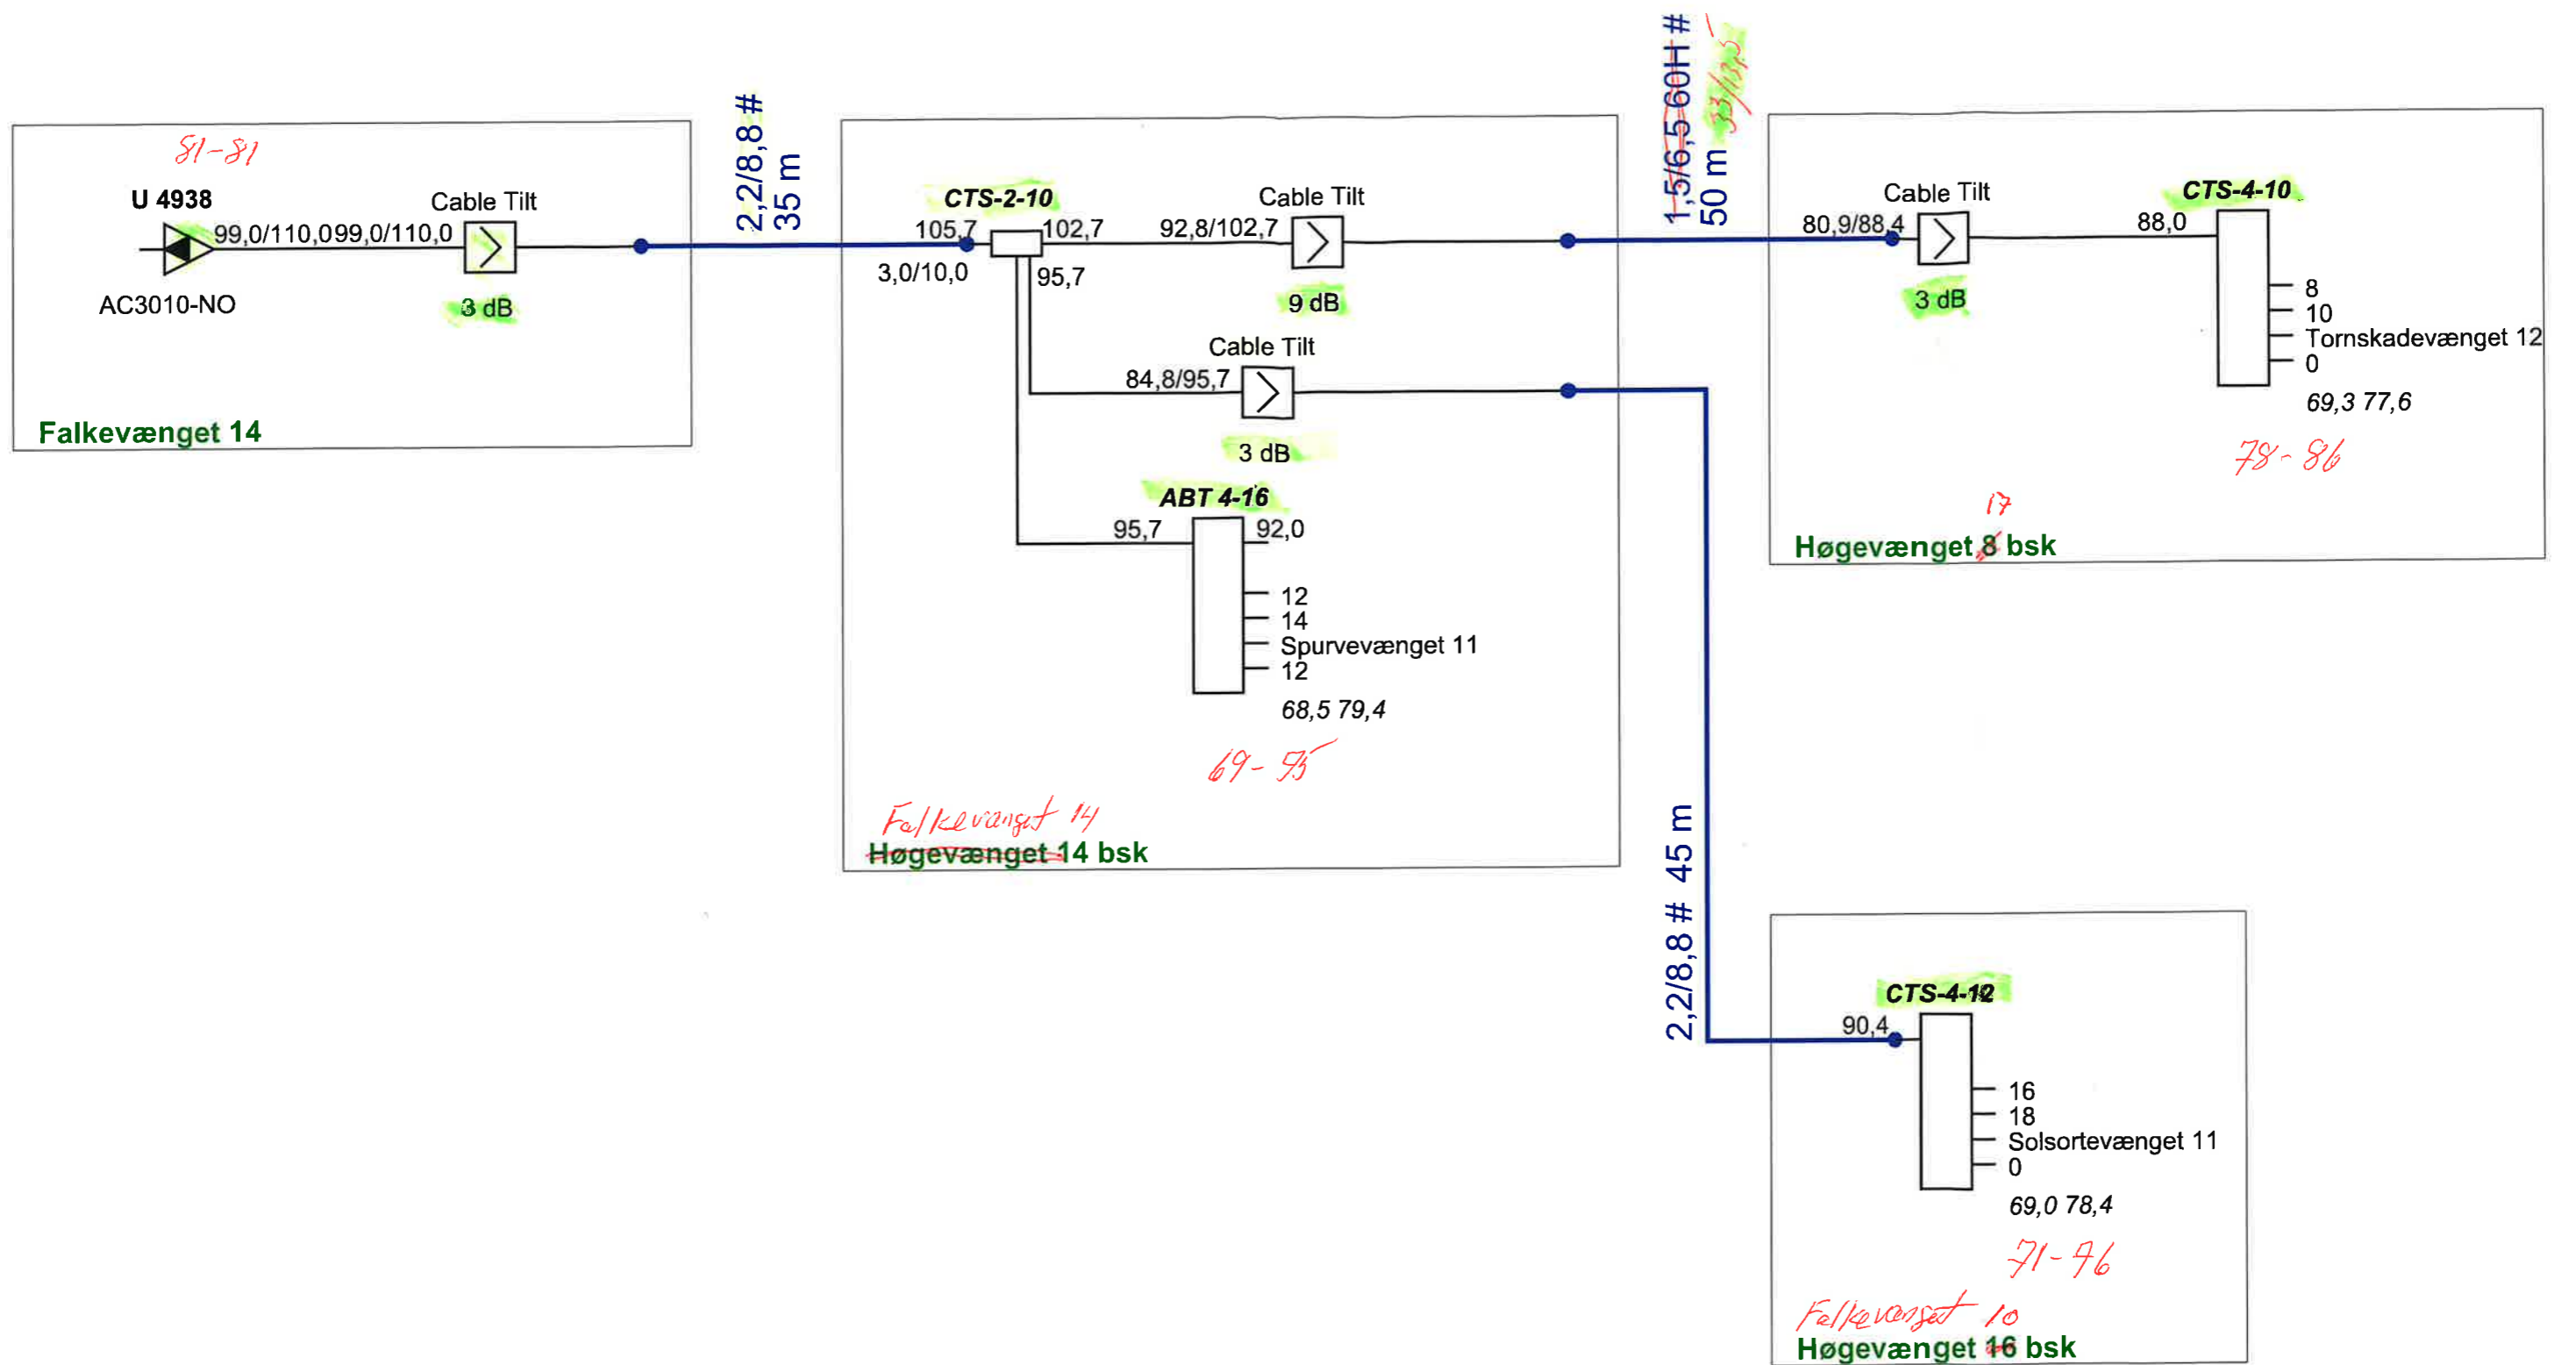 81-81
U 4938
99,0/110,099,0/110,0
Cable Tilt
3 dB
AC3010-NO
Falkevænget 14
2,2/8,8 #
35 m
CTS-2-10
105,7
102,7
3,0/10,0
95,7
92,8/102,7
Cable Tilt
9 dB
Cable Tilt
84,8/95,7
3 dB
ABT 4-16
95,7
92,0
12
14
Spurvevænget 11
12
68,5 79,4
69-75
Falkevænget 14
Høgevænget 14 bsk
1,5/6,5 60H #
3,3/13,5
50 m
80,9/88,4
Cable Tilt
3 dB
88,0
CTS-4-10
8
10
Tornskadevænget 12
0
69,3 77,6
78-86
17
Høgevænget 8 bsk
2,2/8,8 # 45 m
CTS-4-12
90,4
16
18
Solsortevænget 11
0
69,0 78,4
71-76
Falkevænget 10
Høgevænget 16 bsk